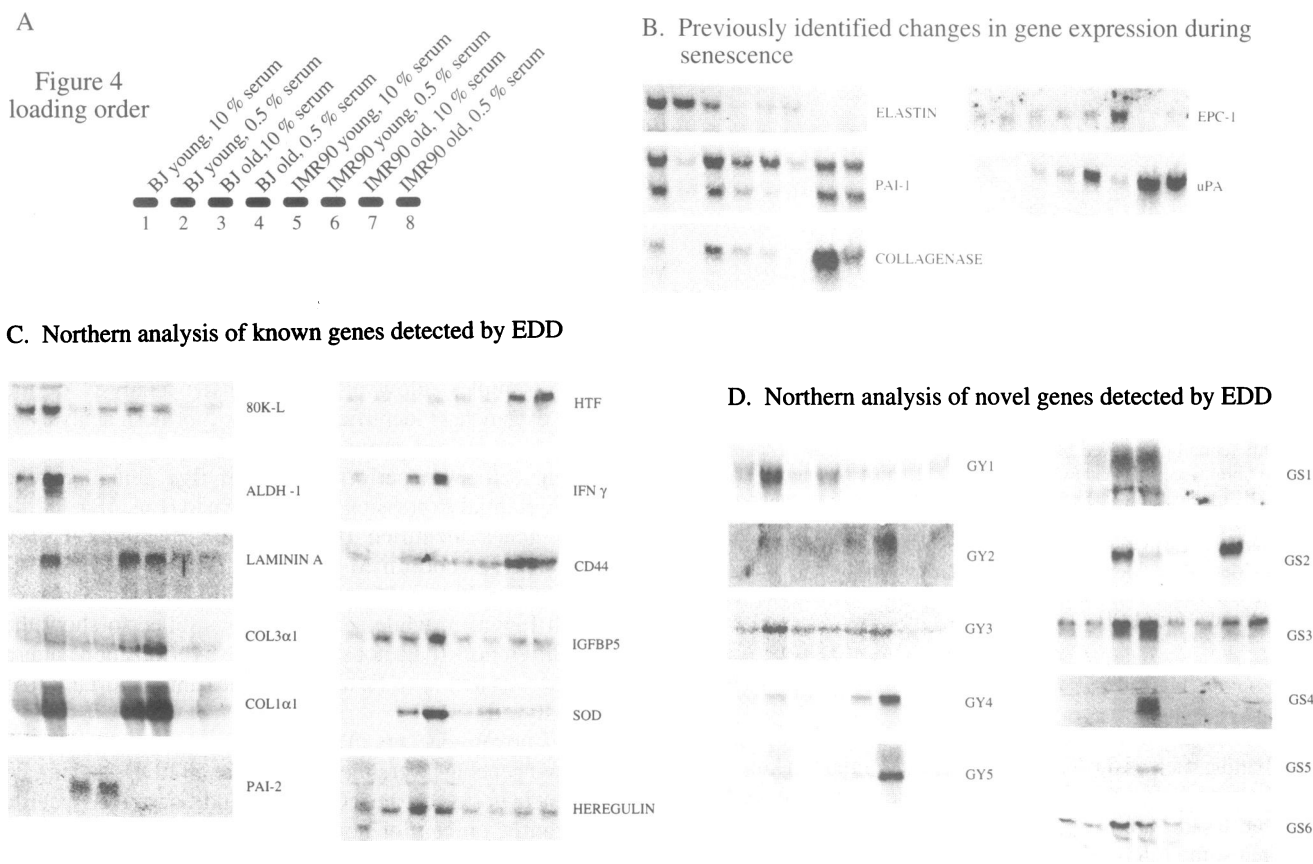 A
Figure 4
loading order
BJ young, 10 % serum
BJ young, 0.5 % serum
BJ old,10 % serum
BJ old, 0.5 % serum
IMR90 young, 10 % serum
IMR90 young, 0.5 % serum
IMR90 old, 10 % serum
IMR90 old, 0.5 % serum
1 2 3 4 5 6 7 8
B. Previously identified changes in gene expression during
senescence
ELASTIN
PAI-1
COLLAGENASE
EPC-1
uPA
C. Northern analysis of known genes detected by EDD
80K-L
ALDH -1
LAMININ A
COL3α1
COL1α1
PAI-2
HTF
IFN γ
CD44
IGFBP5
SOD
HEREGULIN
D. Northern analysis of novel genes detected by EDD
GY1
GY2
GY3
GY4
GY5
GS1
GS2
GS3
GS4
GS5
GS6